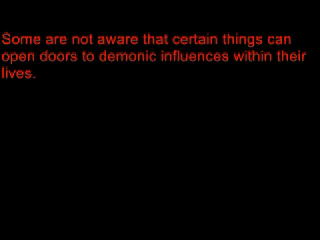 Some are not aware that certain things can
open doors to demonic influences within their
lives.